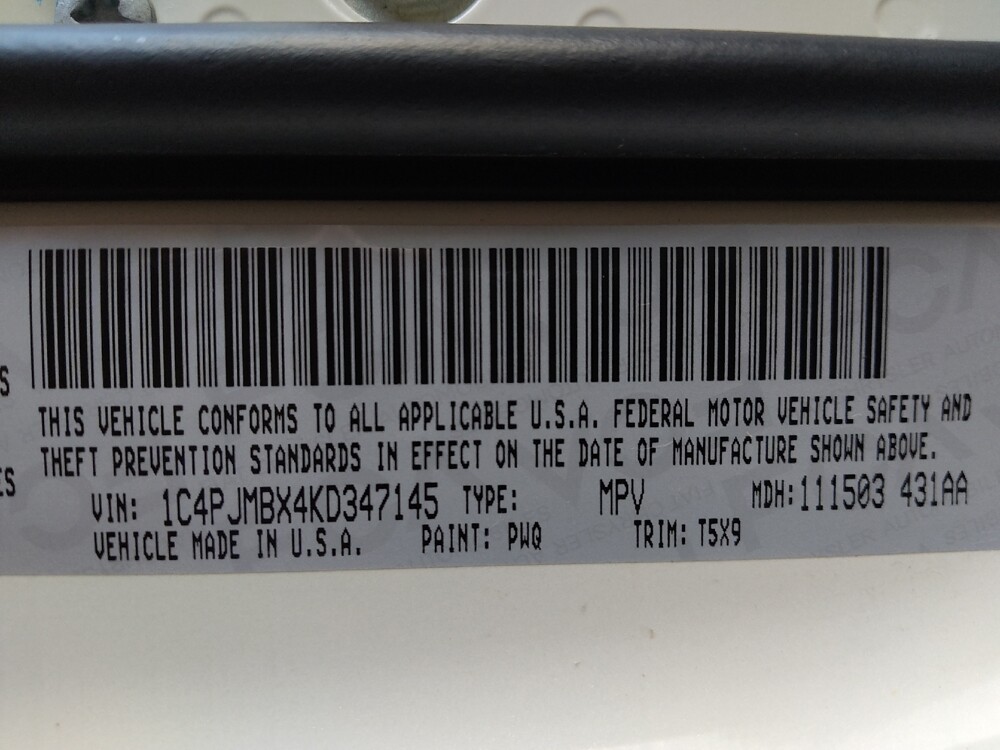 S
THIS VEHICLE CONFORMS TO ALL APPLICABLE U.S.A. FEDERAL MOTOR VEHICLE SAFETY AND
THEFT PREVENTION STANDARDS IN EFFECT ON THE DATE OF MANUFACTURE SHOWN ABOVE.
ES
VIN: 1C4PJMBX4KD347145 TYPE: MPV MDH:111503 431AA
VEHICLE MADE IN U.S.A. PAINT: PWQ TRIM: T5X9